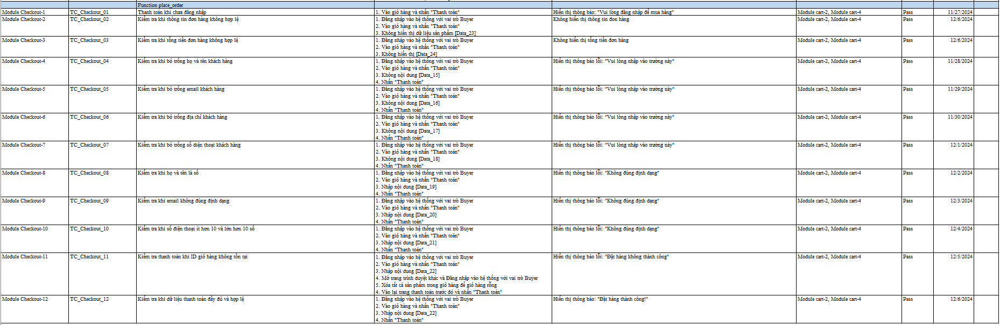 Function place_order
Module Checkout-1 TC_Checkout_01 Thanh toán khi chưa đăng nhập 1. Vào giỏ hàng và nhấn "Thanh toán" Hiển thị thông báo: "Vui lòng đăng nhập để mua hàng" Module cart-2, Module cart-4 Pass 11/27/2024
Module Checkout-2 TC_Checkout_02 Kiểm tra khi thông tin đơn hàng không hợp lệ 1. Đăng nhập vào hệ thống với vai trò Buyer Không hiển thị thông tin đon hàng Module cart-2, Module cart-4 Pass 12/6/2024
2. Vào giỏ hàng và nhấn "Thanh toán"
3. Không hiển thị dữ liệu sản phẩm [Data_23]
Module Checkout-3 TC_Checkout_03 Kiểm tra khi tổng tiền đơn hàng không hợp lệ 1. Đăng nhập vào hệ thống với vai trò Buyer Không hiển thị tổng tiền đơn hàng Module cart-2, Module cart-4 Pass 12/6/2024
2. Vào giỏ hàng và nhấn "Thanh toán"
3. Không hiển thị [Data_24]
Module Checkout-4 TC_Checkout_04 Kiểm tra khi bỏ trống họ và tên khách hàng 1. Đăng nhập vào hệ thống với vai trò Buyer Hiển thị thông báo lỗi: "Vui lòng nhập vào trường này" Module cart-2, Module cart-4 Pass 11/28/2024
2. Vào giỏ hàng và nhấn "Thanh toán"
3. Không nội dung [Data_15]
4. Nhấn "Thanh toán"
Module Checkout-5 TC_Checkout_05 Kiểm tra khi bỏ trống email khách hàng 1. Đăng nhập vào hệ thống với vai trò Buyer Hiển thị thông báo lỗi: "Vui lòng nhập vào trường này" Module cart-2, Module cart-4 Pass 11/29/2024
2. Vào giỏ hàng và nhấn "Thanh toán"
3. Không nội dung [Data_16]
4. Nhấn "Thanh toán"
Module Checkout-6 TC_Checkout_06 Kiểm tra khi bỏ trống địa chỉ khách hàng 1. Đăng nhập vào hệ thống với vai trò Buyer Hiển thị thông báo lỗi: "Vui lòng nhập vào trường này" Module cart-2, Module cart-4 Pass 11/30/2024
2. Vào giỏ hàng và nhấn "Thanh toán"
3. Không nội dung [Data_17]
4. Nhấn "Thanh toán"
Module Checkout-7 TC_Checkout_07 Kiểm tra khi bỏ trống số điện thoại khách hàng 1. Đăng nhập vào hệ thống với vai trò Buyer Hiển thị thông báo lỗi: "Vui lòng nhập vào trường này" Module cart-2, Module cart-4 Pass 12/1/2024
2. Vào giỏ hàng và nhấn "Thanh toán"
3. Không nội dung [Data_18]
4. Nhấn "Thanh toán"
Module Checkout-8 TC_Checkout_08 Kiểm tra khi họ và tên là số 1. Đăng nhập vào hệ thống với vai trò Buyer Hiển thị thông báo lỗi: "Không đúng định dạng" Module cart-2, Module cart-4 Pass 12/2/2024
2. Vào giỏ hàng và nhấn "Thanh toán"
3. Nhập nội dung [Data_19]
4. Nhấn "Thanh toán"
Module Checkout-9 TC_Checkout_09 Kiểm tra khi email không đúng định dạng 1. Đăng nhập vào hệ thống với vai trò Buyer Hiển thị thông báo lỗi: "Không đúng định dạng" Module cart-2, Module cart-4 Pass 12/3/2024
2. Vào giỏ hàng và nhấn "Thanh toán"
3. Nhập nội dung [Data_20]
4. Nhấn "Thanh toán"
Module Checkout-10 TC_Checkout_10 Kiểm tra khi số điện thoại ít hơn 10 và lớn hơn 10 số 1. Đăng nhập vào hệ thống với vai trò Buyer Hiển thị thông báo lỗi: "Không đúng định dạng" Module cart-2, Module cart-4 Pass 12/4/2024
2. Vào giỏ hàng và nhấn "Thanh toán"
3. Nhập nội dung [Data_21]
4. Nhấn "Thanh toán"
Module Checkout-11 TC_Checkout_11 Kiểm tra thanh toán khi ID giỏ hàng không tồn tại 1. Đăng nhập vào hệ thống với vai trò Buyer Hiển thị thông báo lỗi: "Đặt hàng không thành công" Module cart-2, Module cart-4 Pass 12/5/2024
2. Vào giỏ hàng và nhấn "Thanh toán"
3. Nhập nội dung [Data_22]
4. Mở trang trình duyệt khác và Đăng nhập vào hệ thống với vai trò Buyer
5. Xóa tất cả sản phẩm trong giỏ hàng để giỏ hàng rỗng
4. Vào lại trang thanh toán trước đó và nhấn "Thanh toán"
Module Checkout-12 TC_Checkout_12 Kiểm tra khi dữ liệu thanh toán đầy đủ và hợp lệ 1. Đăng nhập vào hệ thống với vai trò Buyer Hiển thị thông báo: "Đặt hàng thành công!" Module cart-2, Module cart-4 Pass 12/6/2024
2. Vào giỏ hàng và nhấn "Thanh toán"
3. Nhập nội dung [Data_22]
4. Nhấn "Thanh toán"